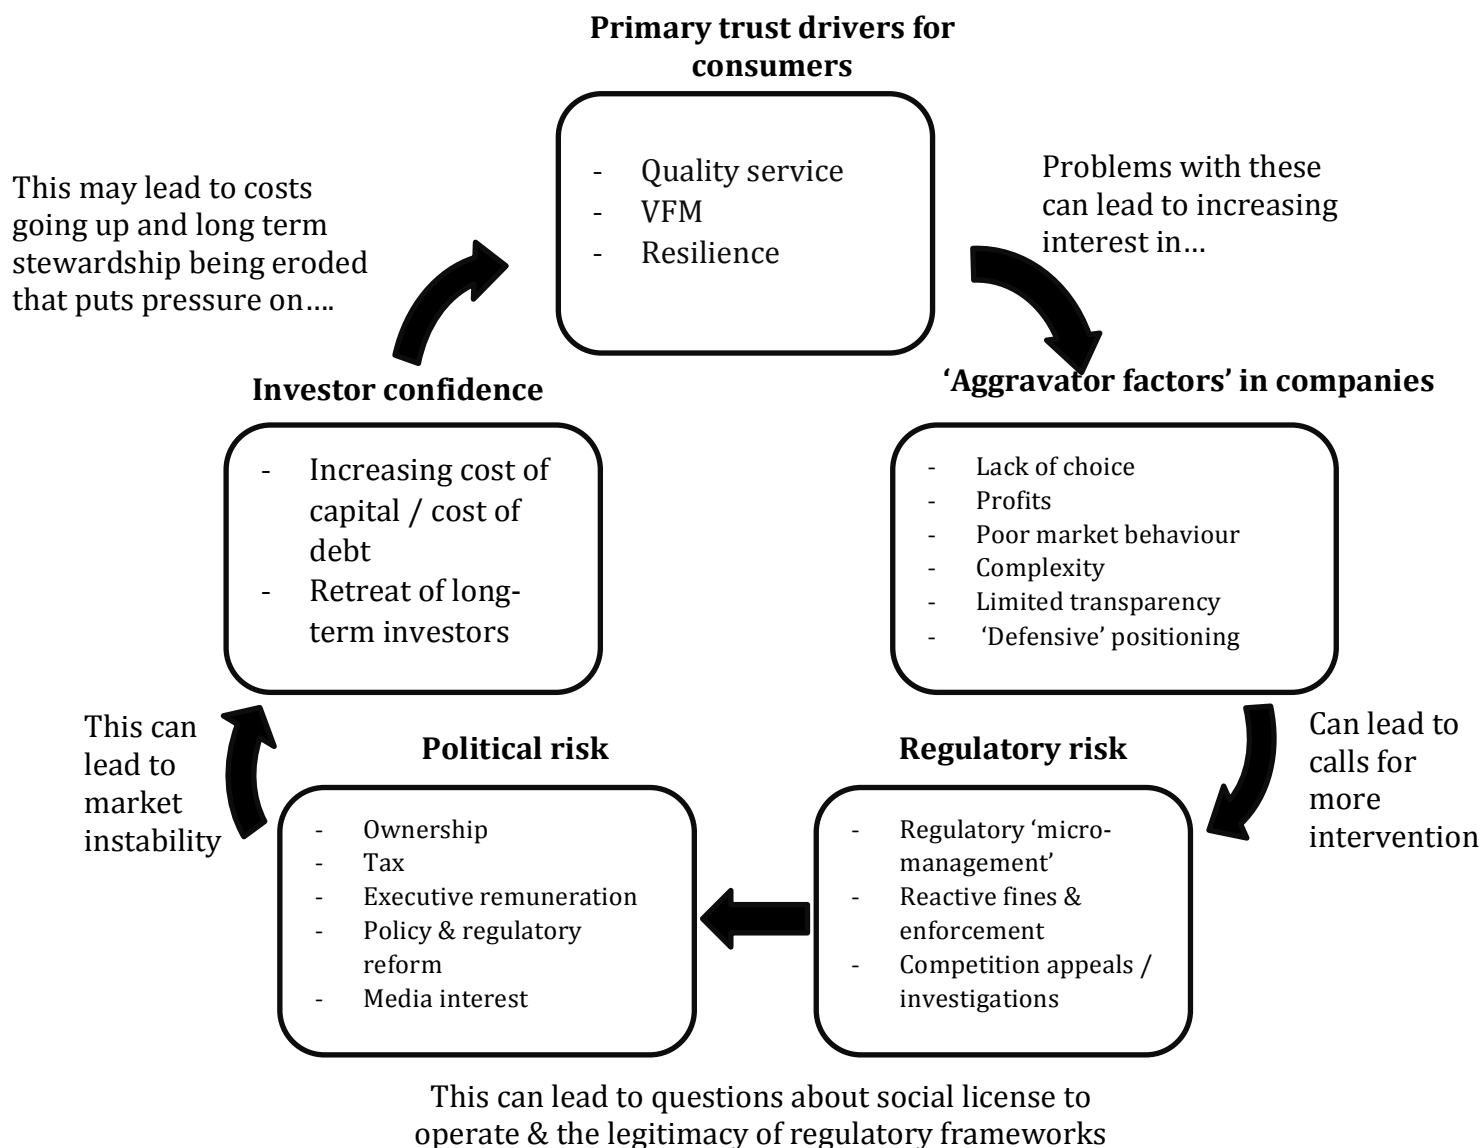 Primary trust drivers for
consumers
- Quality service
- VFM
- Resilience
Problems with these
can lead to increasing
interest in…
‘Aggravator factors’ in companies
- Lack of choice
- Profits
- Poor market behaviour
- Complexity
- Limited transparency
- ‘Defensive’ positioning
Can lead to
calls for
more
intervention
Regulatory risk
- Regulatory ‘micro-
management’
- Reactive fines &
enforcement
- Competition appeals /
investigations
This can lead to questions about social license to
operate & the legitimacy of regulatory frameworks
Political risk
- Ownership
- Tax
- Executive remuneration
- Policy & regulatory
reform
- Media interest
This can
lead to
market
instability
Investor confidence
- Increasing cost of
capital / cost of
debt
- Retreat of long-
term investors
This may lead to costs
going up and long term
stewardship being eroded
that puts pressure on….